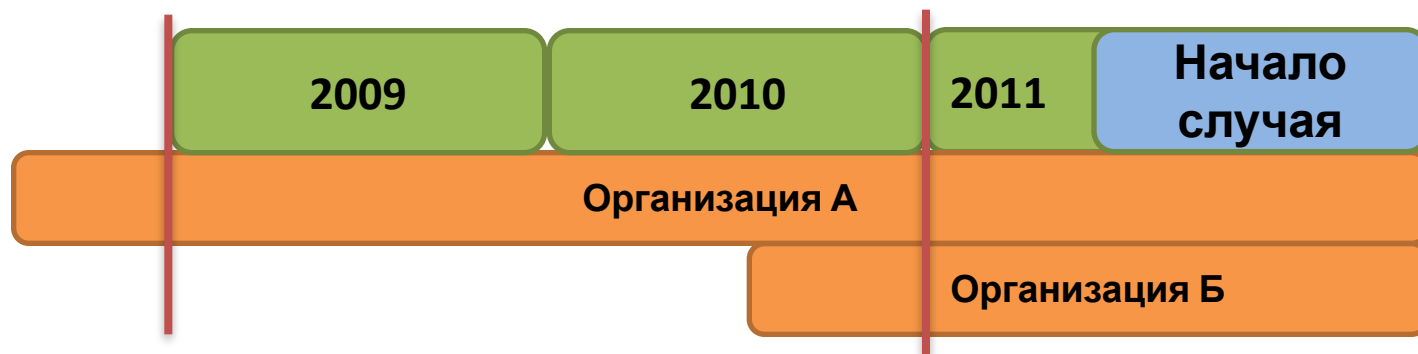 2009
2010
2011
Начало
случая
Организация А
Организация Б